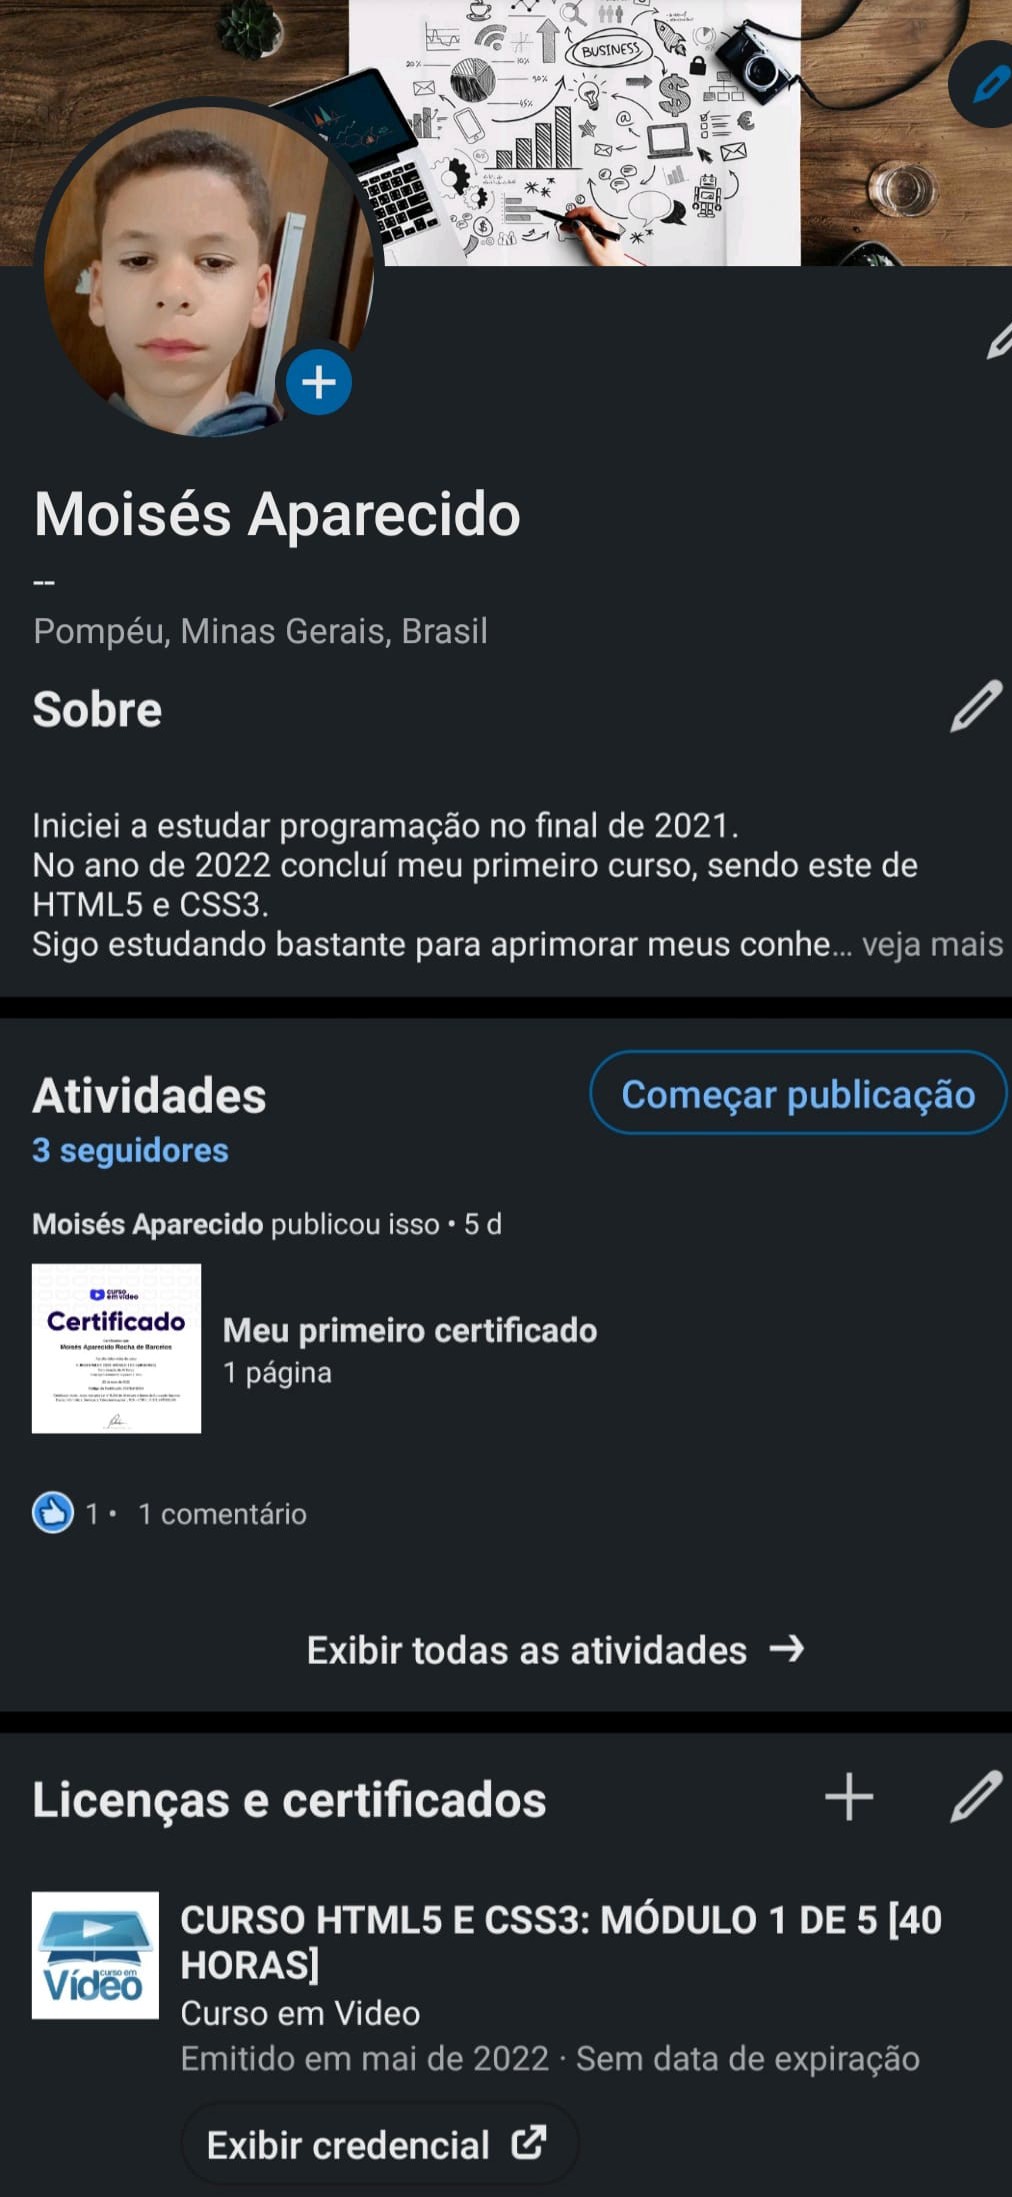 BUSINESS
20%
10%
50%
45%
Moisés Aparecido
--
Pompéu, Minas Gerais, Brasil
Sobre
Iniciei a estudar programação no final de 2021.
No ano de 2022 concluí meu primeiro curso, sendo este de
HTML5 e CSS3.
Sigo estudando bastante para aprimorar meus conhe... veja mais
Atividades
Começar publicação
3 seguidores
Moisés Aparecido publicou isso • 5 d
curso
em vídeo
Certificado
Moisés Aparecido Rocha de Barcelos
Meu primeiro certificado
1 página
1 • 1 comentário
Exibir todas as atividades →
Licenças e certificados
CURSO HTML5 E CSS3: MÓDULO 1 DE 5 [40
HORAS]
curso em
Vídeo
Curso em Video
Emitido em mai de 2022 · Sem data de expiração
Exibir credencial